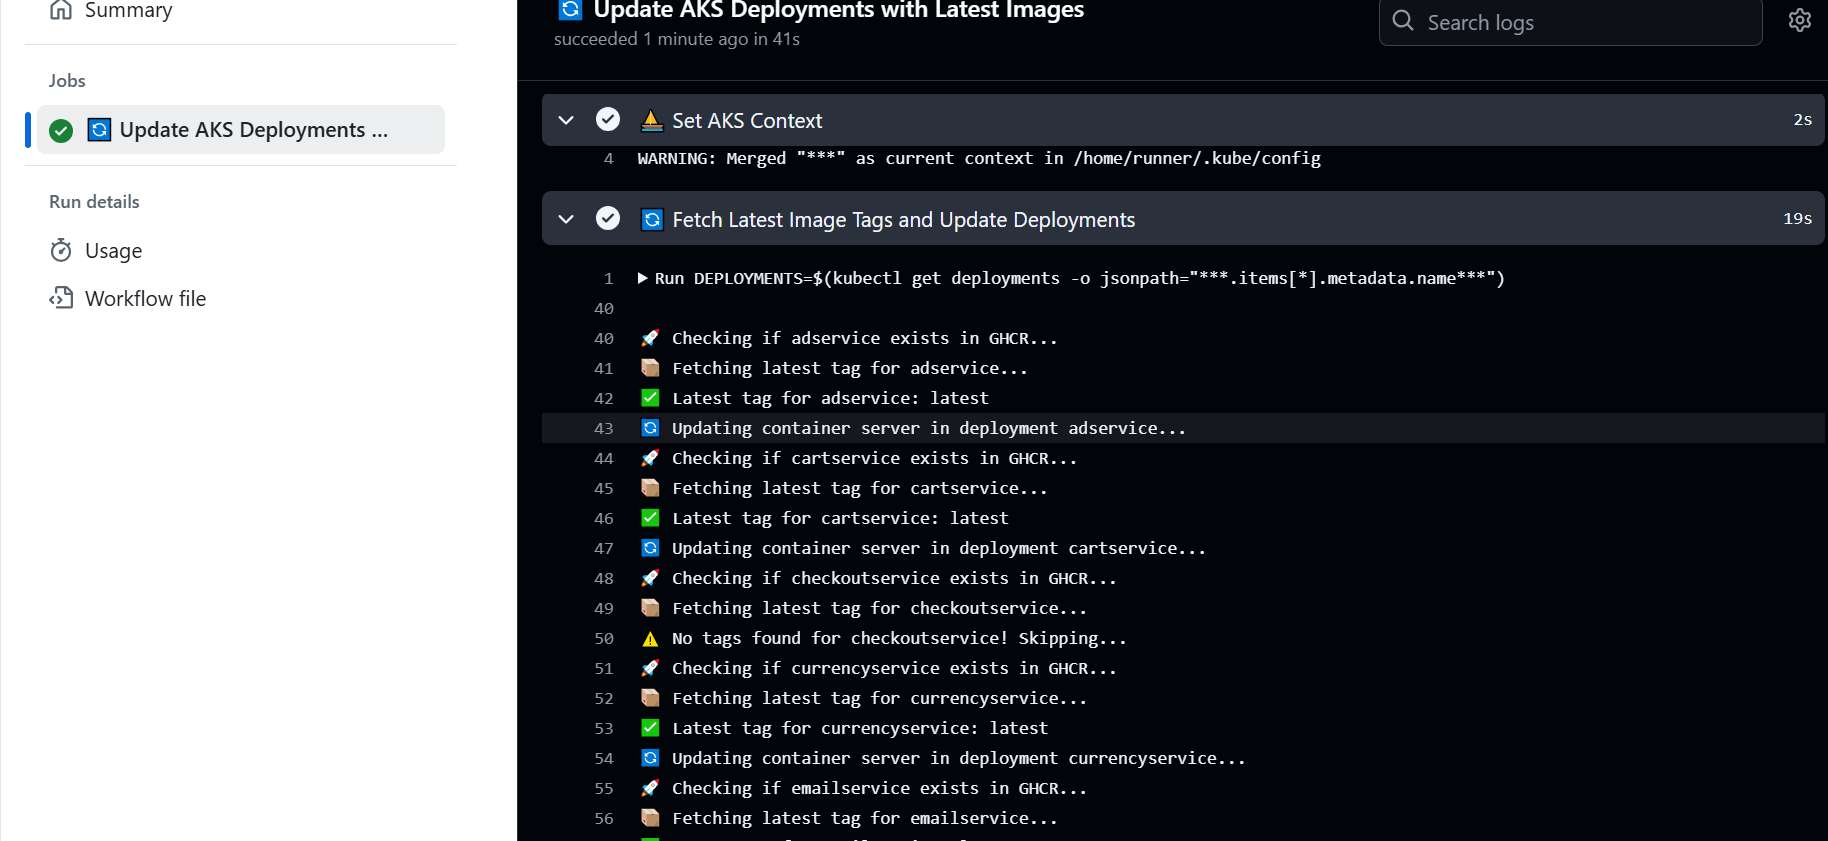 Summary
Jobs
Update AKS Deployments ...
Run details
Usage
Workflow file
Update AKS Deployments with Latest Images
succeeded 1 minute ago in 41s
Search logs
Set AKS Context 2s
4 WARNING: Merged "***" as current context in /home/runner/.kube/config
Fetch Latest Image Tags and Update Deployments 19s
1 Run DEPLOYMENTS=$(kubectl get deployments -o jsonpath="***.items[*].metadata.name***")
40
40 🚀 Checking if adservice exists in GHCR...
41 📦 Fetching latest tag for adservice...
42 ✅ Latest tag for adservice: latest
43 🔄 Updating container server in deployment adservice...
44 🚀 Checking if cartservice exists in GHCR...
45 📦 Fetching latest tag for cartservice...
46 ✅ Latest tag for cartservice: latest
47 🔄 Updating container server in deployment cartservice...
48 🚀 Checking if checkoutservice exists in GHCR...
49 📦 Fetching latest tag for checkoutservice...
50 ⚠️ No tags found for checkoutservice! Skipping...
51 🚀 Checking if currencyservice exists in GHCR...
52 📦 Fetching latest tag for currencyservice...
53 ✅ Latest tag for currencyservice: latest
54 🔄 Updating container server in deployment currencyservice...
55 🚀 Checking if emailservice exists in GHCR...
56 📦 Fetching latest tag for emailservice...